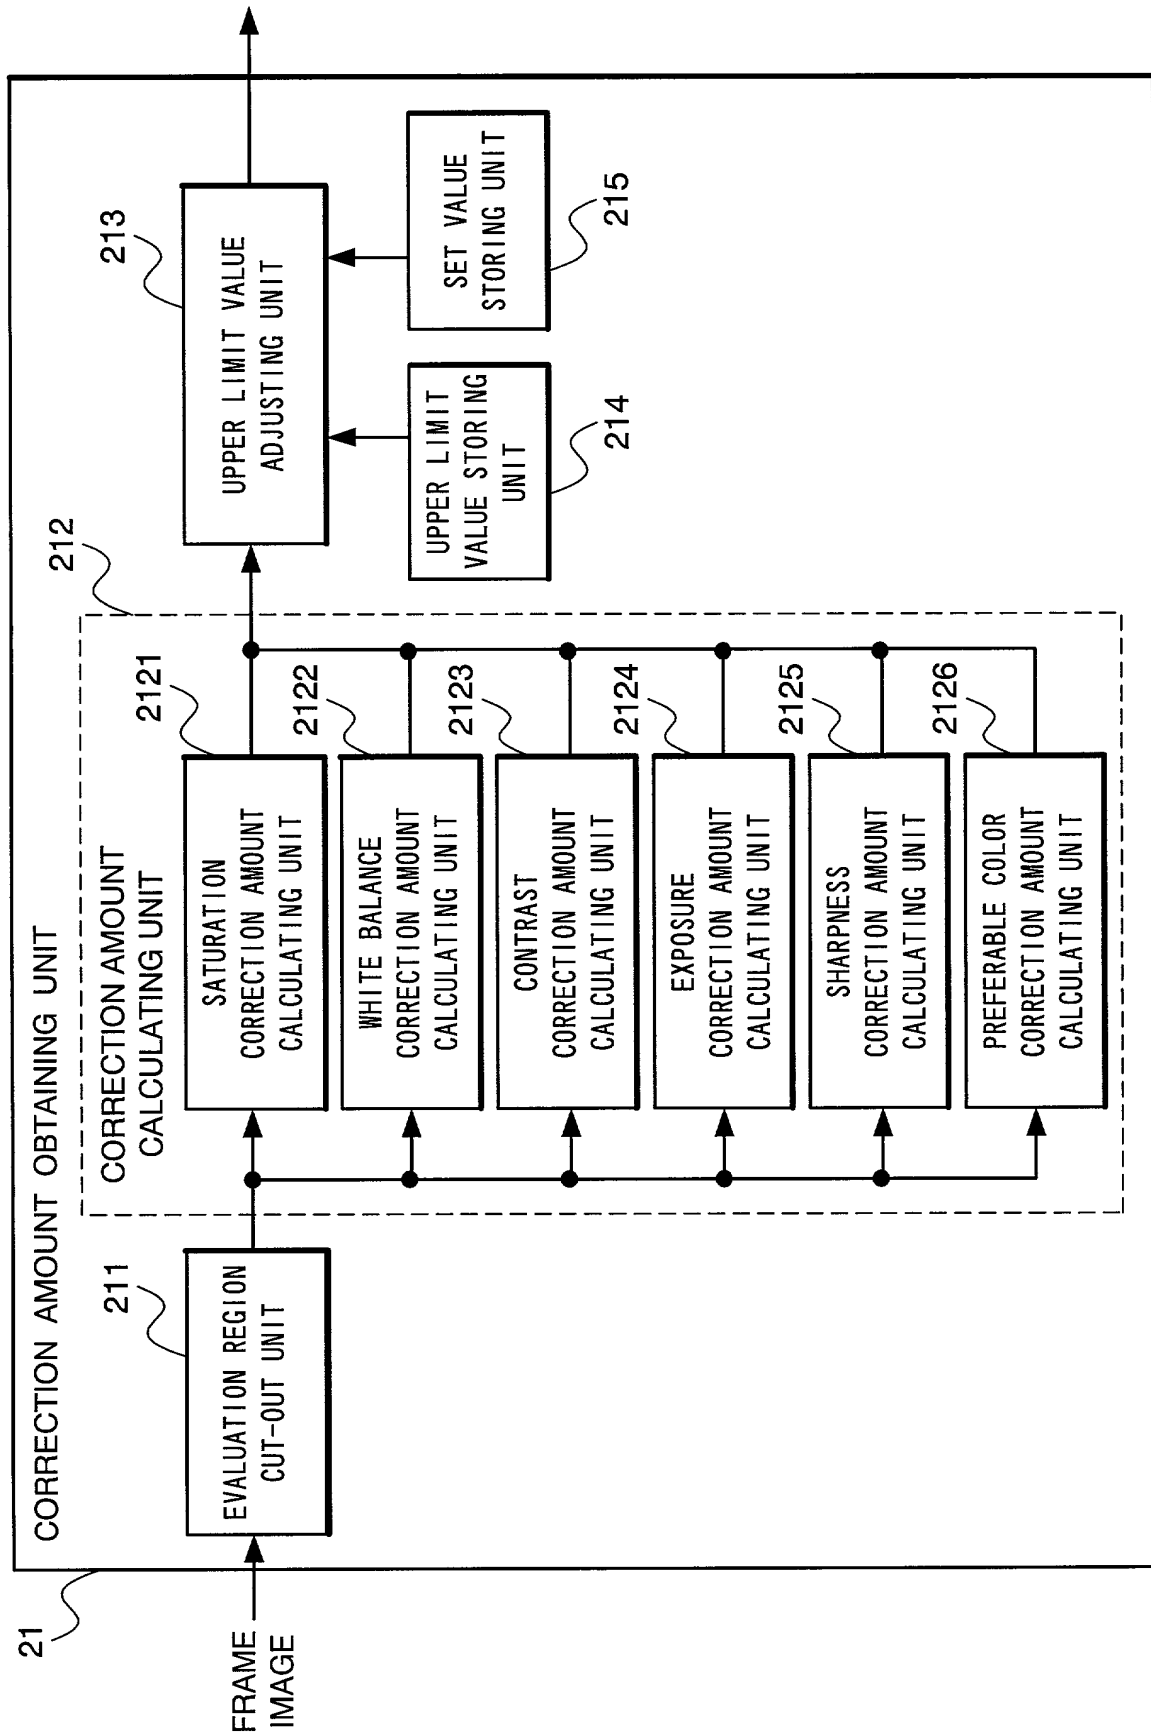 21
CORRECTION AMOUNT OBTAINING UNIT
FRAME
IMAGE
211
EVALUATION REGION
CUT-OUT UNIT
212
CORRECTION AMOUNT
CALCULATING UNIT
2121
SATURATION
CORRECTION AMOUNT
CALCULATING UNIT
2122
WHITE BALANCE
CORRECTION AMOUNT
CALCULATING UNIT
2123
CONTRAST
CORRECTION AMOUNT
CALCULATING UNIT
2124
EXPOSURE
CORRECTION AMOUNT
CALCULATING UNIT
2125
SHARPNESS
CORRECTION AMOUNT
CALCULATING UNIT
2126
PREFERABLE COLOR
CORRECTION AMOUNT
CALCULATING UNIT
213
UPPER LIMIT VALUE
ADJUSTING UNIT
UPPER LIMIT
VALUE STORING
UNIT
214
SET VALUE
STORING UNIT
215